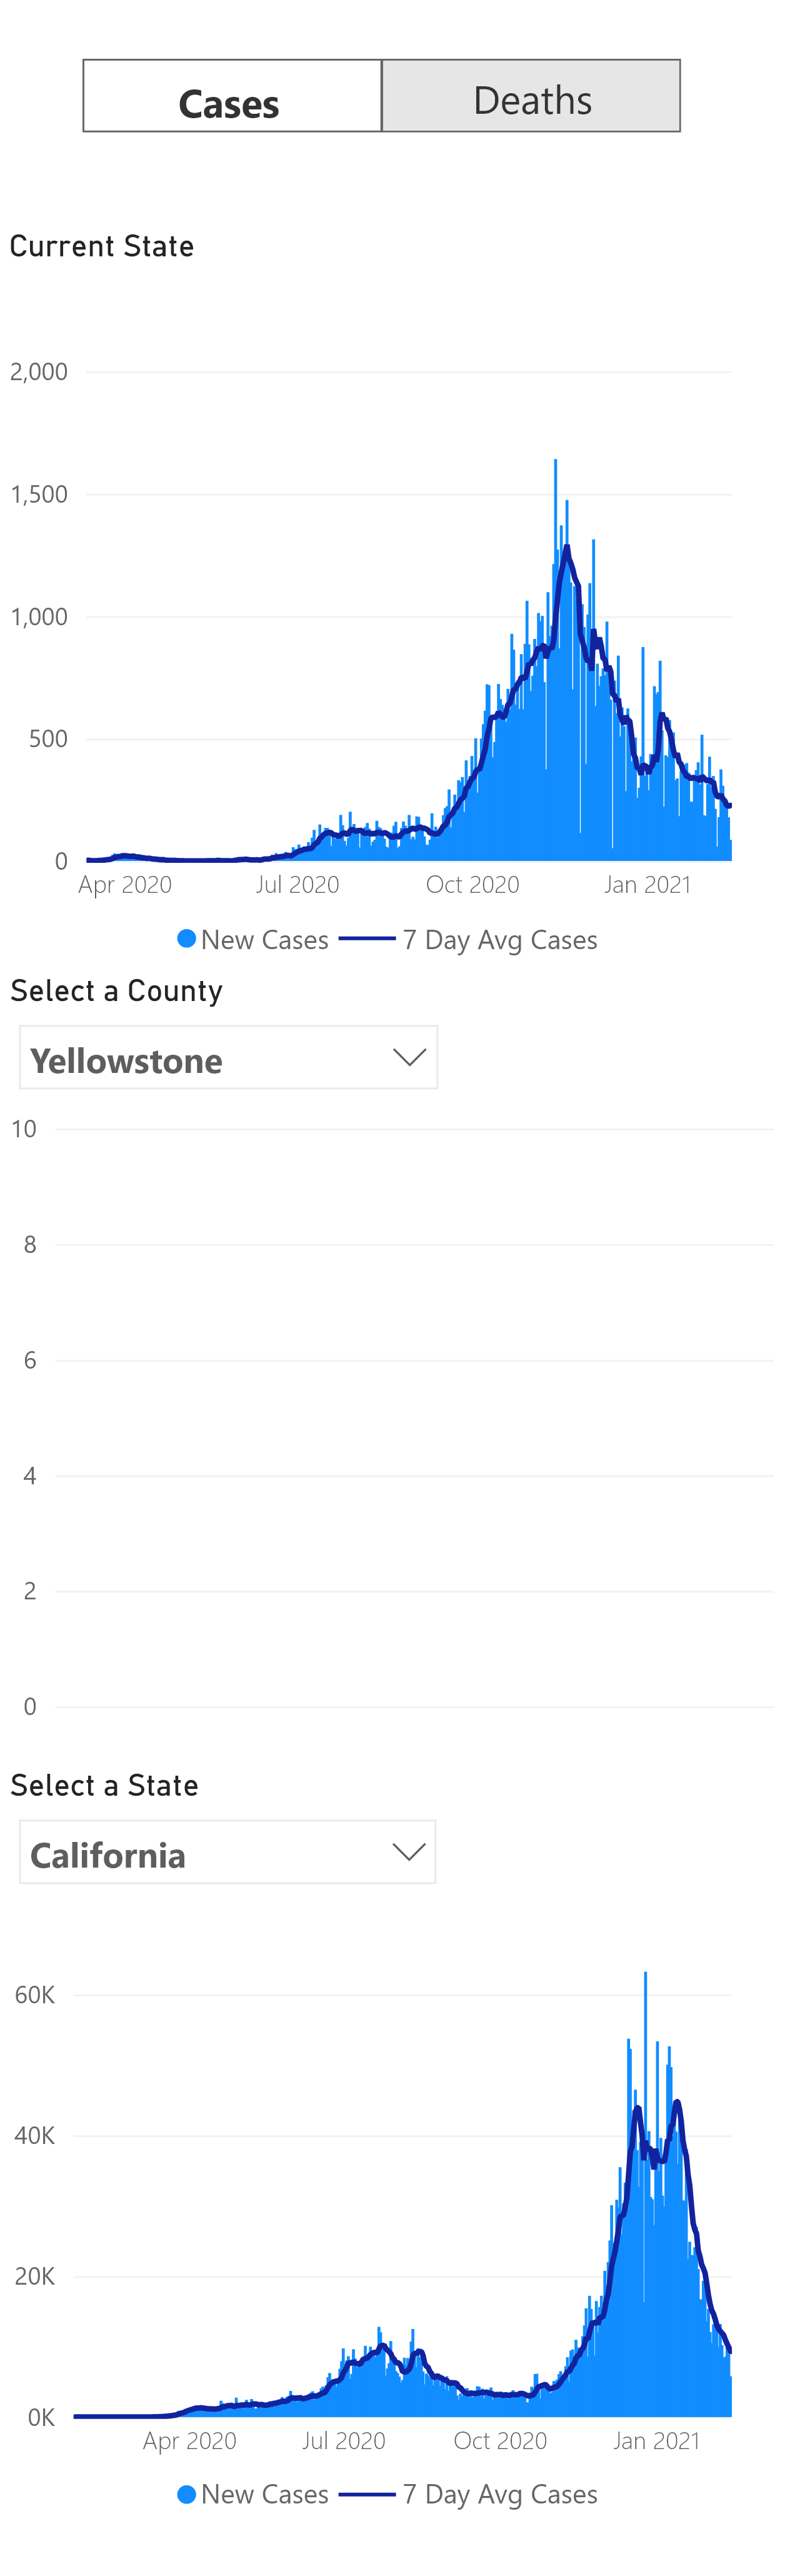 Cases Deaths
Current State
2,000
1,500
1,000
500
0
Apr 2020 Jul 2020 Oct 2020 Jan 2021
New Cases 7 Day Avg Cases
Select a County
Yellowstone
10
8
6
4
2
0
Select a State
California
60K
40K
20K
0K
Apr 2020 Jul 2020 Oct 2020 Jan 2021
New Cases 7 Day Avg Cases